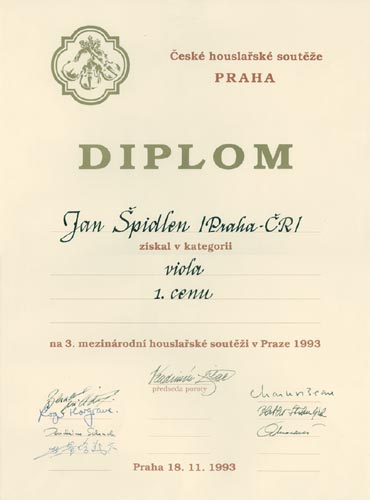 České houslařské soutěže
PRAHA
DIPLOM
Jan Špidlen /Praha-ČR/
získal v kategorii
viola
1. cenu
na 3. mezinárodní houslařské soutěži v Praze 1993
předseda poroty
Praha 18. 11. 1993